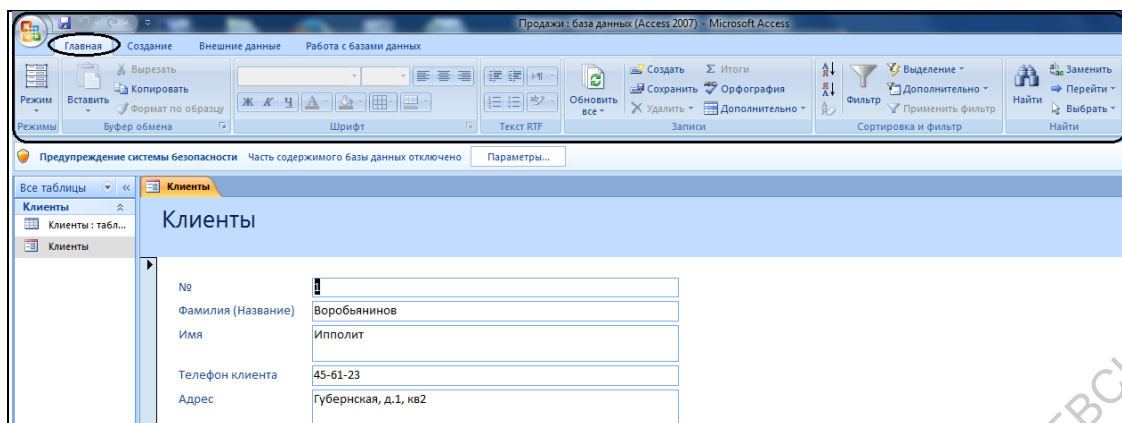 Продажи : база данных (Access 2007) - Microsoft Access
Главная Создание Внешние данные Работа с базами данных
Режим
Режимы
Вставить
Вырезать
Копировать
Формат по образцу
Буфер обмена
Ж К Ч
Шрифт
Текст RTF
Обновить все
Создать
Сохранить
Удалить
Итоги
Орфография
Дополнительно
Записи
Фильтр
Выделение
Дополнительно
Применить фильтр
Сортировка и фильтр
Найти
Заменить
Перейти
Выбрать
Найти
Предупреждение системы безопасности Часть содержимого базы данных отключено Параметры...
Все таблицы
Клиенты
Клиенты : табл...
Клиенты
Клиенты
Клиенты
№ 1
Фамилия (Название) Воробьянинов
Имя Ипполит
Телефон клиента 45-61-23
Адрес Губернская, д.1, кв2